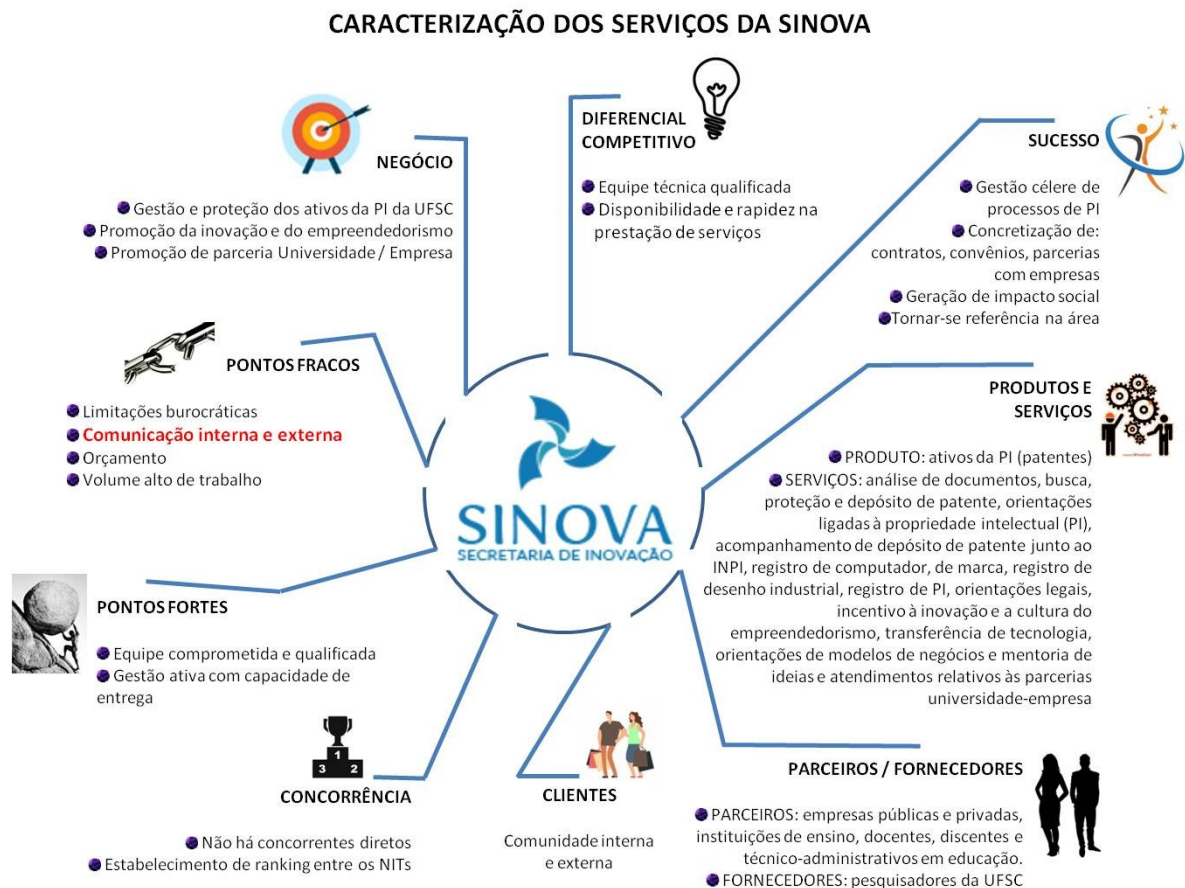 CARACTERIZAÇÃO DOS SERVIÇOS DA SINOVA
NEGÓCIO
Gestão e proteção dos ativos da PI da UFSC
Promoção da inovação e do empreendedorismo
Promoção de parceria Universidade / Empresa
DIFERENCIAL
COMPETITIVO
Equipe técnica qualificada
Disponibilidade e rapidez na
prestação de serviços
SUCESSO
Gestão célere de
processos de PI
Concretização de:
contratos, convênios, parcerias
com empresas
Geração de impacto social
Tornar-se referência na área
PONTOS FRACOS
Limitações burocráticas
Comunicação interna e externa
Orçamento
Volume alto de trabalho
SINOVA
SECRETARIA DE INOVAÇÃO
PRODUTOS E
SERVIÇOS
PRODUTO: ativos da PI (patentes)
SERVIÇOS: análise de documentos, busca,
proteção e depósito de patente, orientações
ligadas à propriedade intelectual (PI),
acompanhamento de depósito de patente junto ao
INPI, registro de computador, de marca, registro de
desenho industrial, registro de PI, orientações legais,
incentivo à inovação e a cultura do
empreendedorismo, transferência de tecnologia,
orientações de modelos de negócios e mentoria de
ideias e atendimentos relativos às parcerias
universidade-empresa
PONTOS FORTES
Equipe comprometida e qualificada
Gestão ativa com capacidade de
entrega
1
3 2
CONCORRÊNCIA
Não há concorrentes diretos
Estabelecimento de ranking entre os NITs
CLIENTES
Comunidade interna
e externa
PARCEIROS / FORNECEDORES
PARCEIROS: empresas públicas e privadas,
instituições de ensino, docentes, discentes e
técnico-administrativos em educação.
FORNECEDORES: pesquisadores da UFSC